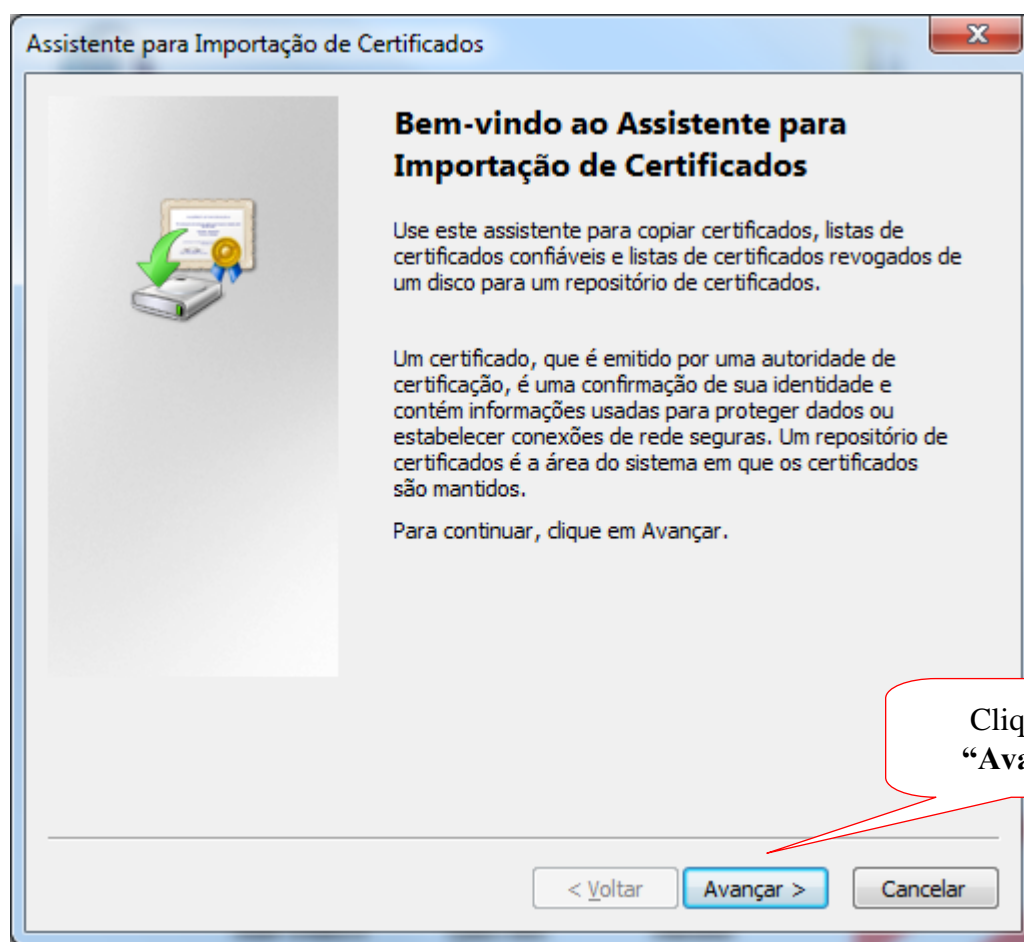 Assistente para Importação de Certificados
Bem-vindo ao Assistente para
Importação de Certificados
Use este assistente para copiar certificados, listas de
certificados confiáveis e listas de certificados revogados de
um disco para um repositório de certificados.
Um certificado, que é emitido por uma autoridade de
certificação, é uma confirmação de sua identidade e
contém informações usadas para proteger dados ou
estabelecer conexões de rede seguras. Um repositório de
certificados é a área do sistema em que os certificados
são mantidos.
Para continuar, clique em Avançar.
Cliq
“Ava
< Voltar Avançar > Cancelar